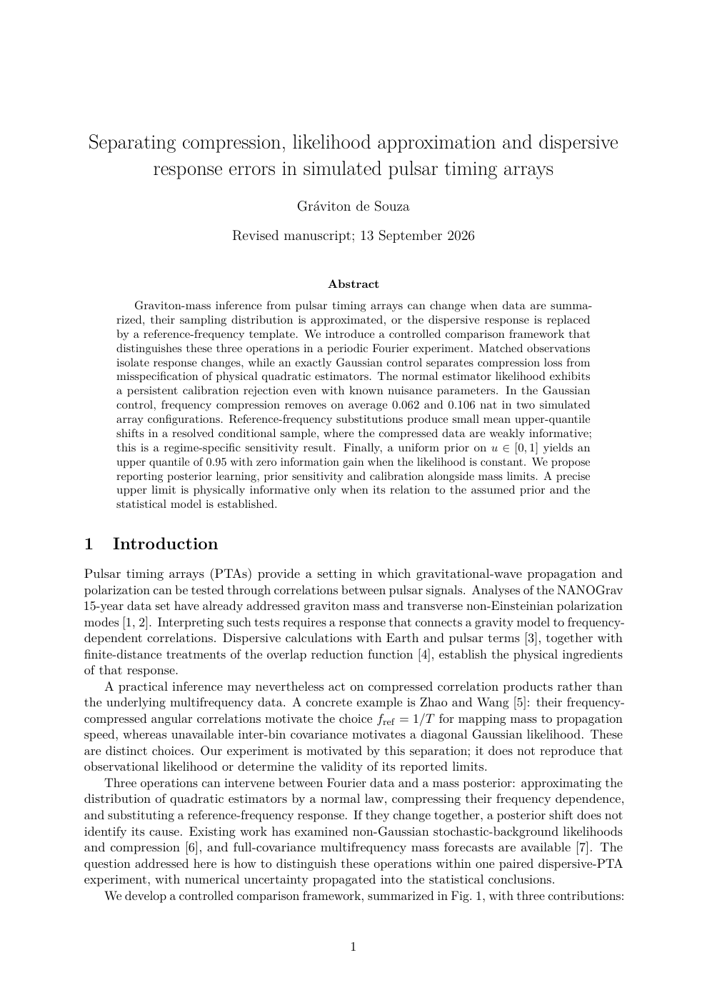 Separating compression, likelihood approximation and dispersive
response errors in simulated pulsar timing arrays
Gráviton de Souza
Revised manuscript; 13 September 2026
Abstract
Graviton-mass inference from pulsar timing arrays can change when data are summa-
rized, their sampling distribution is approximated, or the dispersive response is replaced
by a reference-frequency template. We introduce a controlled comparison framework that
distinguishes these three operations in a periodic Fourier experiment. Matched observations
isolate response changes, while an exactly Gaussian control separates compression loss from
misspecification of physical quadratic estimators. The normal estimator likelihood exhibits
a persistent calibration rejection even with known nuisance parameters. In the Gaussian
control, frequency compression removes on average 0.062 and 0.106 nat in two simulated
array configurations. Reference-frequency substitutions produce small mean upper-quantile
shifts in a resolved conditional sample, where the compressed data are weakly informative;
this is a regime-specific sensitivity result. Finally, a uniform prior on u ∈ [0, 1] yields an
upper quantile of 0.95 with zero information gain when the likelihood is constant. We propose
reporting posterior learning, prior sensitivity and calibration alongside mass limits. A precise
upper limit is physically informative only when its relation to the assumed prior and the
statistical model is established.
1 Introduction
Pulsar timing arrays (PTAs) provide a setting in which gravitational-wave propagation and
polarization can be tested through correlations between pulsar signals. Analyses of the NANOGrav
15-year data set have already addressed graviton mass and transverse non-Einsteinian polarization
modes [1, 2]. Interpreting such tests requires a response that connects a gravity model to frequency-
dependent correlations. Dispersive calculations with Earth and pulsar terms [3], together with
finite-distance treatments of the overlap reduction function [4], establish the physical ingredients
of that response.
A practical inference may nevertheless act on compressed correlation products rather than
the underlying multifrequency data. A concrete example is Zhao and Wang [5]: their frequency-
compressed angular correlations motivate the choice f_ref = 1/T for mapping mass to propagation
speed, whereas unavailable inter-bin covariance motivates a diagonal Gaussian likelihood. These
are distinct choices. Our experiment is motivated by this separation; it does not reproduce that
observational likelihood or determine the validity of its reported limits.
Three operations can intervene between Fourier data and a mass posterior: approximating the
distribution of quadratic estimators by a normal law, compressing their frequency dependence,
and substituting a reference-frequency response. If they change together, a posterior shift does not
identify its cause. Existing work has examined non-Gaussian stochastic-background likelihoods
and compression [6], and full-covariance multifrequency mass forecasts are available [7]. The
question addressed here is how to distinguish these operations within one paired dispersive-PTA
experiment, with numerical uncertainty propagated into the statistical conclusions.
We develop a controlled comparison framework, summarized in Fig. 1, with three contributions:
1